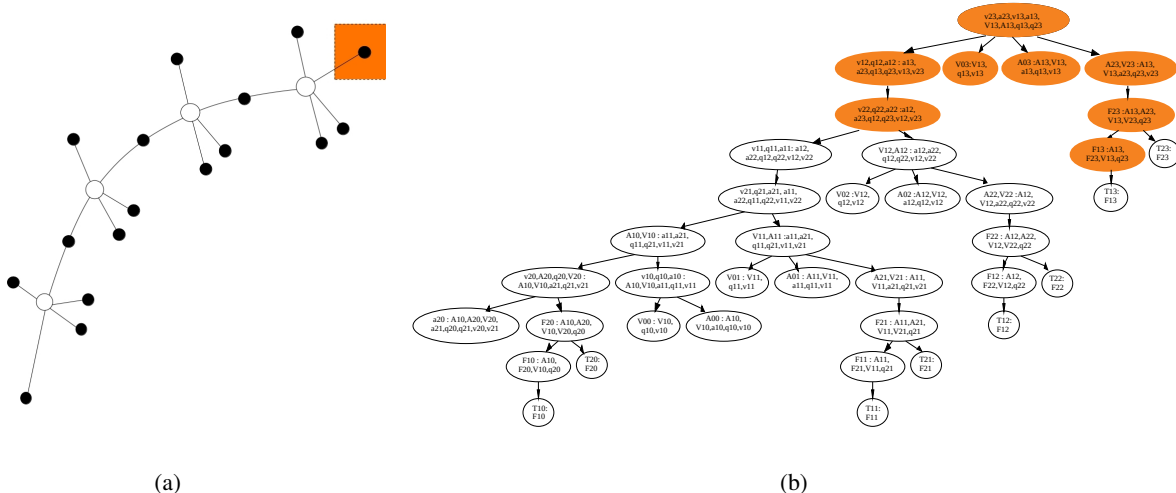 v23,a23,v13,a13,
V13,A13,q13,q23
v12,q12,a12 : a13,
a23,q13,q23,v13,v23
V03:V13,
q13,v13
A03 :A13,V13,
a13,q13,v13
A23,V23 :A13,
V13,a23,q23,v23
v22,q22,a22 :a12,
a23,q12,q23,v12,v23
F23 :A13,A23,
V13,V23,q23
v11,q11,a11: a12,
a22,q12,q22,v12,v22
V12,A12 : a12,a22,
q12,q22,v12,v22
F13 :A13,
F23,V13,q23
T23:
F23
v21,q21,a21, a11,
a22,q11,q22,v11,v22
V02 :V12,
q12,v12
A02 :A12,V12,
a12,q12,v12
A22,V22 :A12,
V12,a22,q22,v22
T13:
F13
A10,V10 : a11,a21,
q11,q21,v11,v21
V11,A11 :a11,a21,
q11,q21,v11,v21
F22 : A12,A22,
V12,V22,q22
v20,A20,q20,V20 :
A10,V10,a21,q21,v21
v10,q10,a10 :
A10,V10,a11,q11,v11
V01 : V11,
q11,v11
A01 : A11,V11,
a11,q11,v11
A21,V21 : A11,
V11,a21,q21,v21
F12 : A12,
F22,V12,q22
T22:
F22
a20 : A10,A20,V20,
a21,q20,q21,v20,v21
F20 : A10,A20,
V10,V20,q20
V00 : V10,
q10,v10
A00 : A10,
V10,a10,q10,v10
F21 : A11,A21,
V11,V21,q21
T12:
F12
F10 : A10,
F20,V10,q20
T20:
F20
F11 : A11,
F21,V11,q21
T21:
F21
T10:
F10
T11:
F11
(a)
(b)